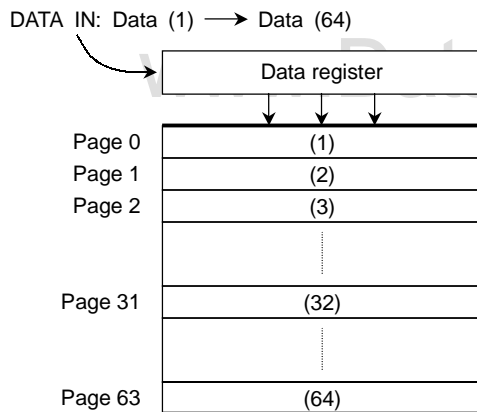 DATA IN: Data (1) → Data (64)
Data register
Page 0 (1)
Page 1 (2)
Page 2 (3)
Page 31 (32)
Page 63 (64)